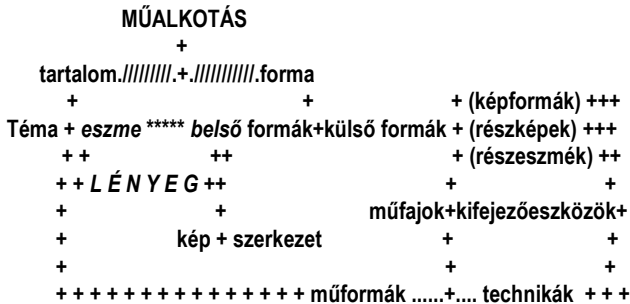 MŰALKOTÁS
+
tartalom./////////.+.///////////.forma
+ + + (képformák) +++
Téma + eszme ***** belső formák+külső formák + (részképek) +++
+ + ++ + (részeszmék) ++
+ + L É N Y E G ++ + +
+ + műfajok+kifejezőeszközök+
+ kép + szerkezet + +
+ + +
+ + + + + + + + + + + + + + + műformák ......+.... technikák + + +